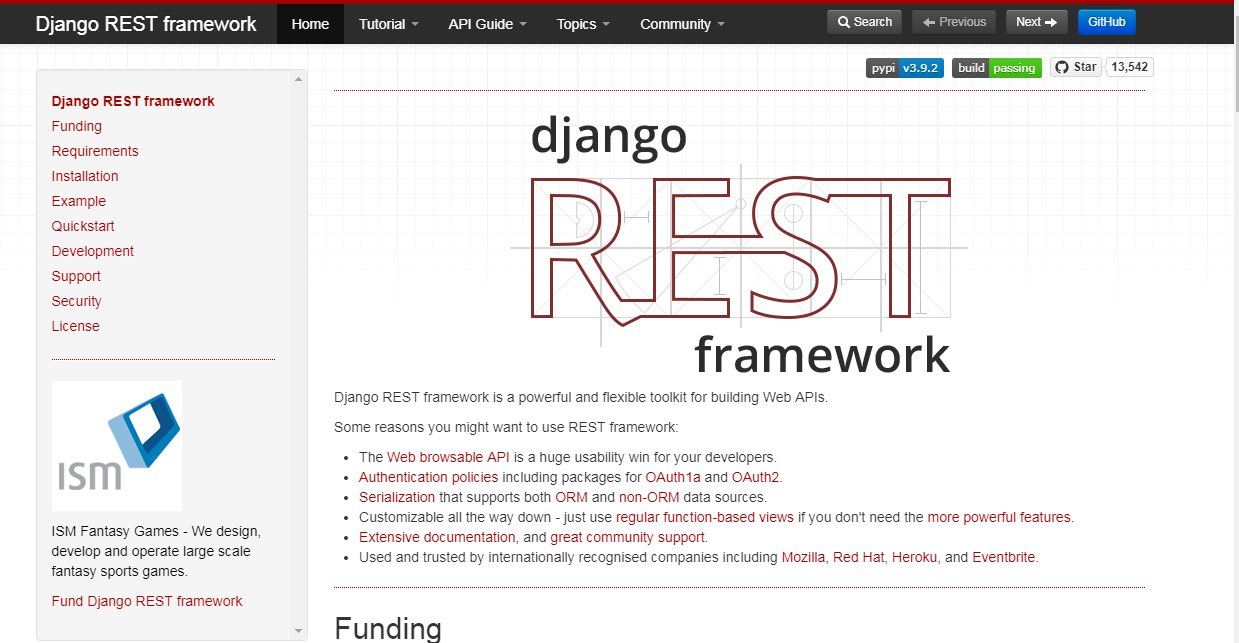 Django REST framework Home Tutorial API Guide Topics Community Search Previous Next GitHub
pypi v3.9.2 build passing Star 13,542
Django REST framework
Funding
Requirements
Installation
Example
Quickstart
Development
Support
Security
License
ISM
ISM Fantasy Games - We design,
develop and operate large scale
fantasy sports games.
Fund Django REST framework
django
REST
framework
Django REST framework is a powerful and flexible toolkit for building Web APIs.
Some reasons you might want to use REST framework:
• The Web browsable API is a huge usability win for your developers.
• Authentication policies including packages for OAuth1a and OAuth2.
• Serialization that supports both ORM and non-ORM data sources.
• Customizable all the way down - just use regular function-based views if you don't need the more powerful features.
• Extensive documentation, and great community support.
• Used and trusted by internationally recognised companies including Mozilla, Red Hat, Heroku, and Eventbrite.
Funding